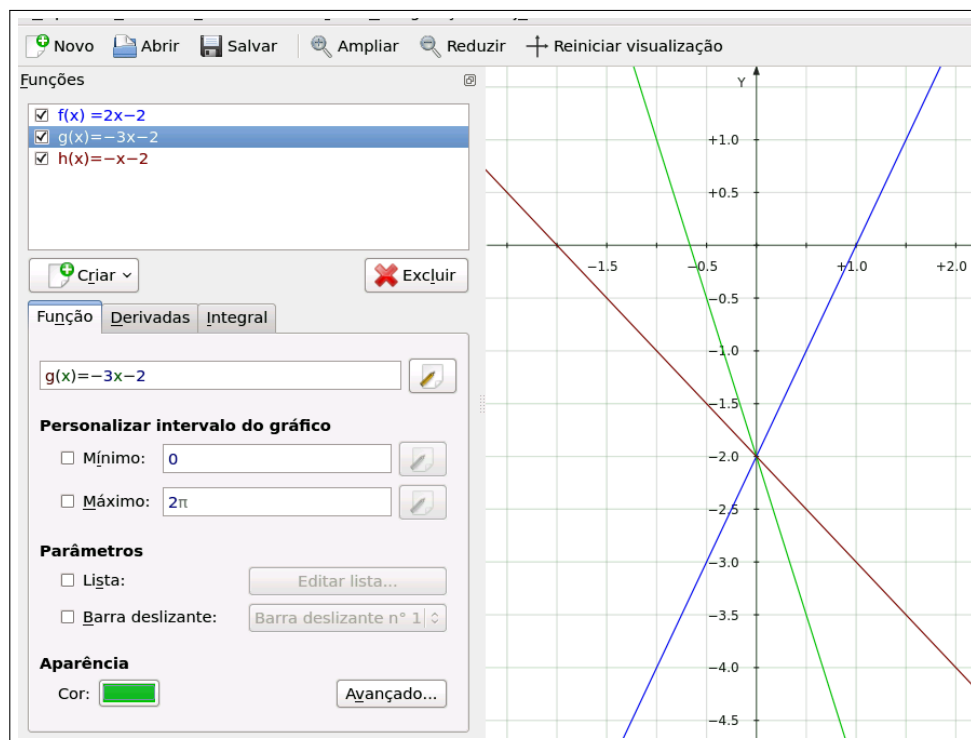 Novo Abrir Salvar Ampliar Reduzir Reiniciar visualização
Funções
f(x) =2x−2
g(x)=−3x−2
h(x)=−x−2
Criar Excluir
Função Derivadas Integral
g(x)=−3x−2
Personalizar intervalo do gráfico
Mínimo: 0
Máximo: 2π
Parâmetros
Lista: Editar lista...
Barra deslizante: Barra deslizante n° 1
Aparência
Cor: Avançado...
Y
+1.0
+0.5
−1.5 −0.5 +1.0 +2.0
−0.5
−1.0
−1.5
−2.0
−2.5
−3.0
−3.5
−4.0
−4.5